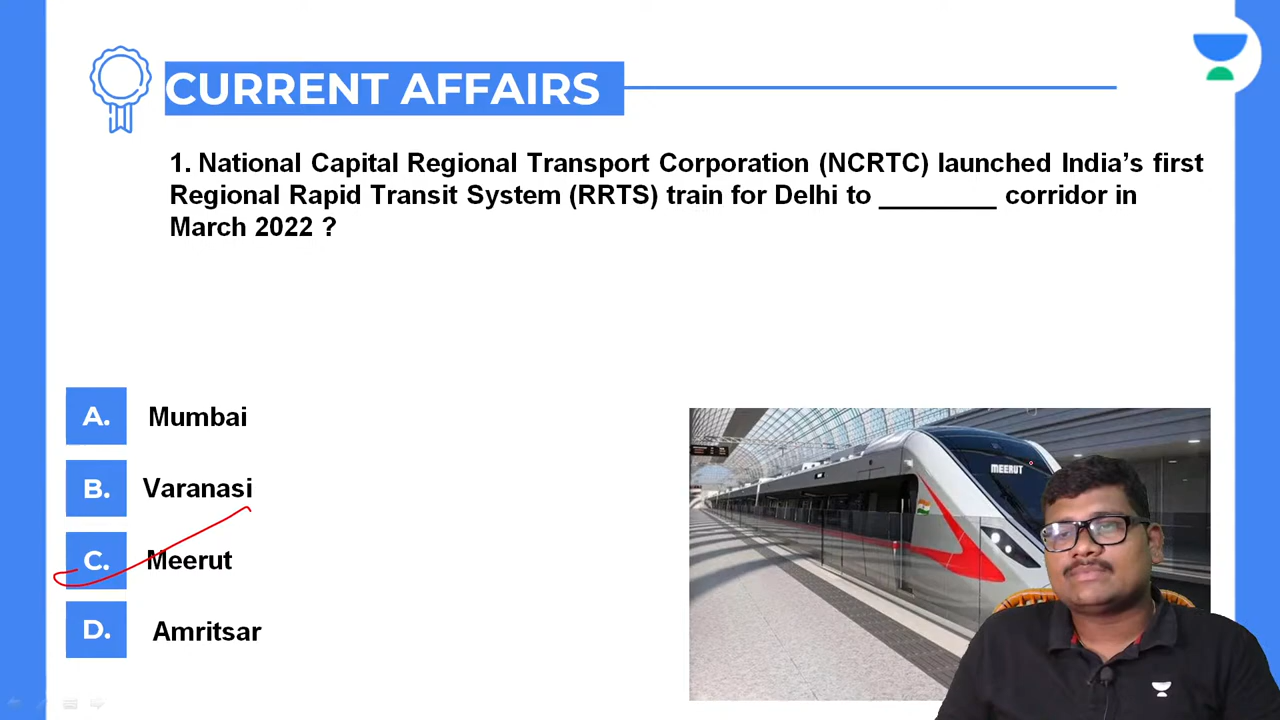 CURRENT AFFAIRS
1. National Capital Regional Transport Corporation (NCRTC) launched India’s first
Regional Rapid Transit System (RRTS) train for Delhi to ________ corridor in
March 2022 ?
A. Mumbai
B. Varanasi
C. Meerut
D. Amritsar
MEERUT